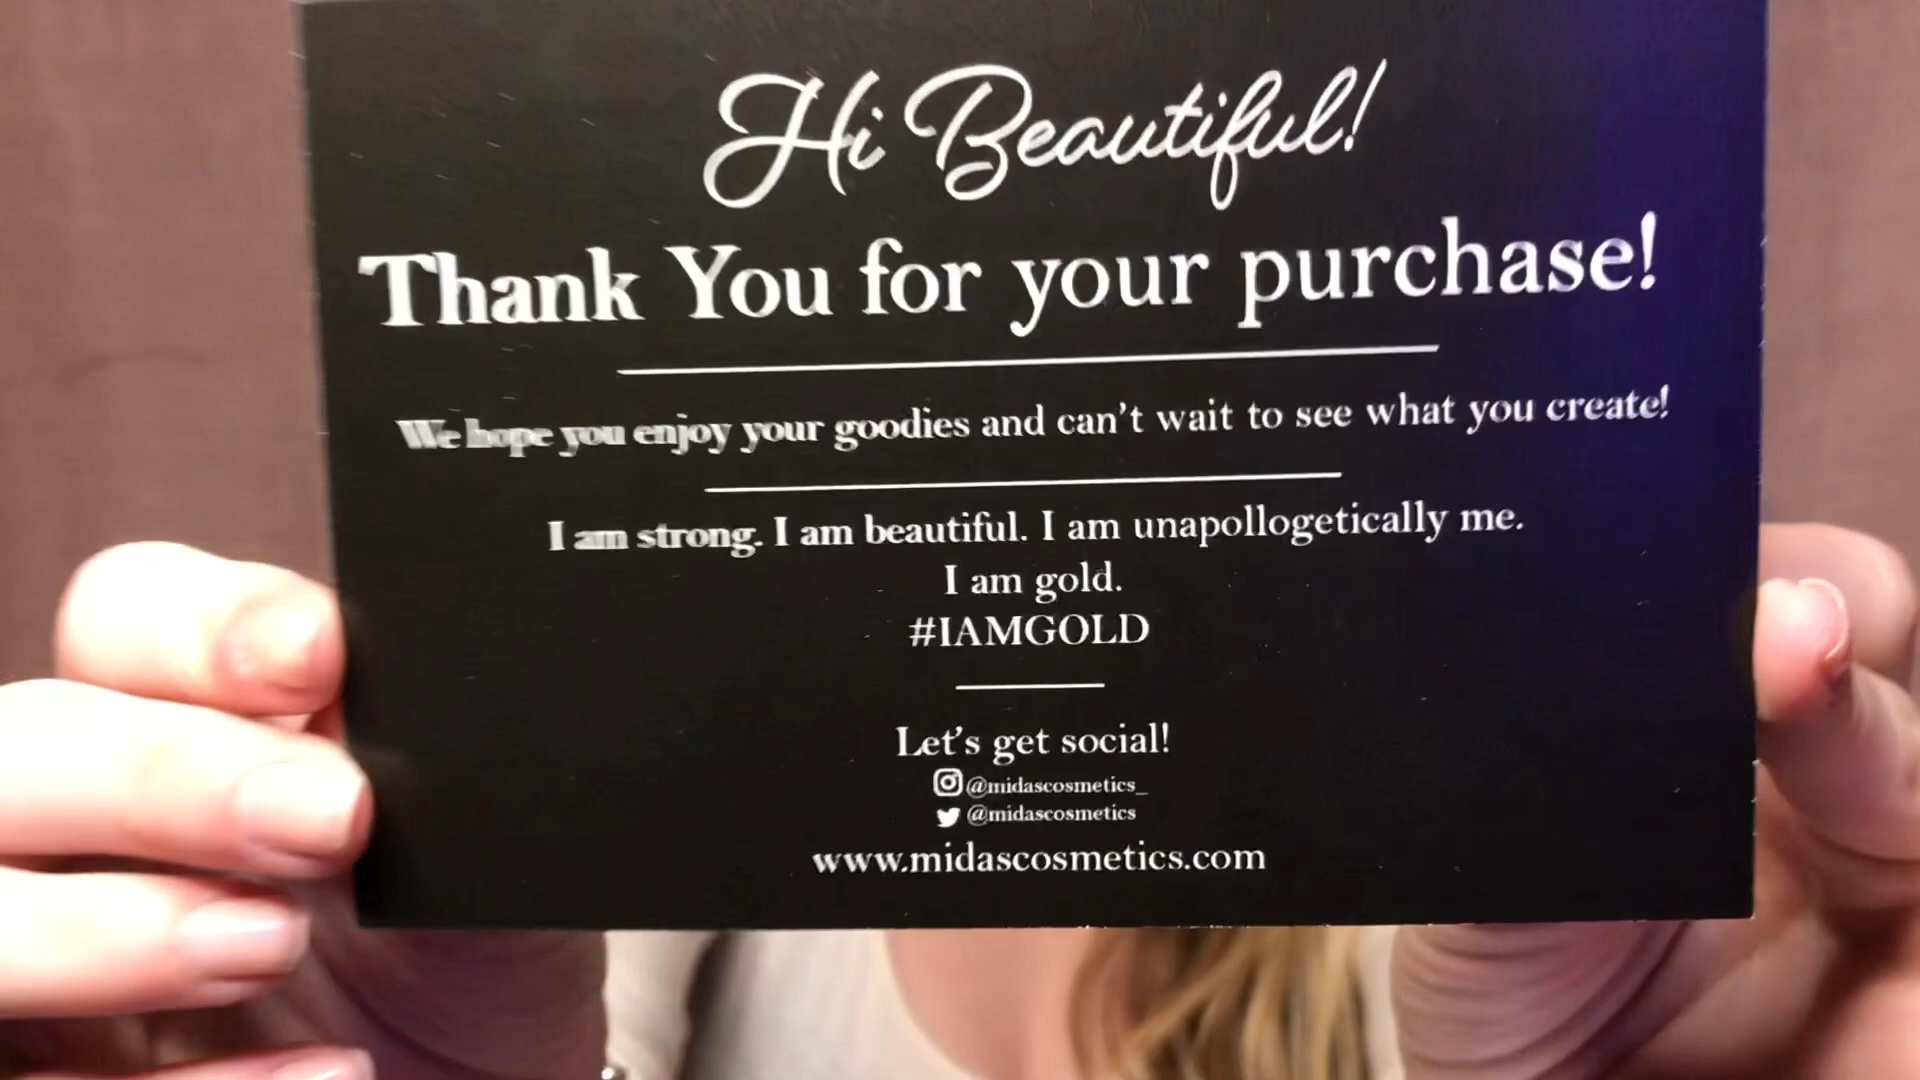 Hi Beautiful!
Thank You for your purchase!
We hope you enjoy your goodies and can't wait to see what you create!
I am strong. I am beautiful. I am unapollogetically me.
I am gold.
#IAMGOLD
Let's get social!
@midascosmetics_
@midascosmetics
www.midascosmetics.com